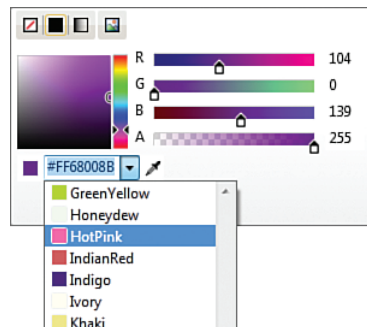 R 104
G 0
B 139
A 255
#FF68008B
GreenYellow
Honeydew
HotPink
IndianRed
Indigo
Ivory
Khaki